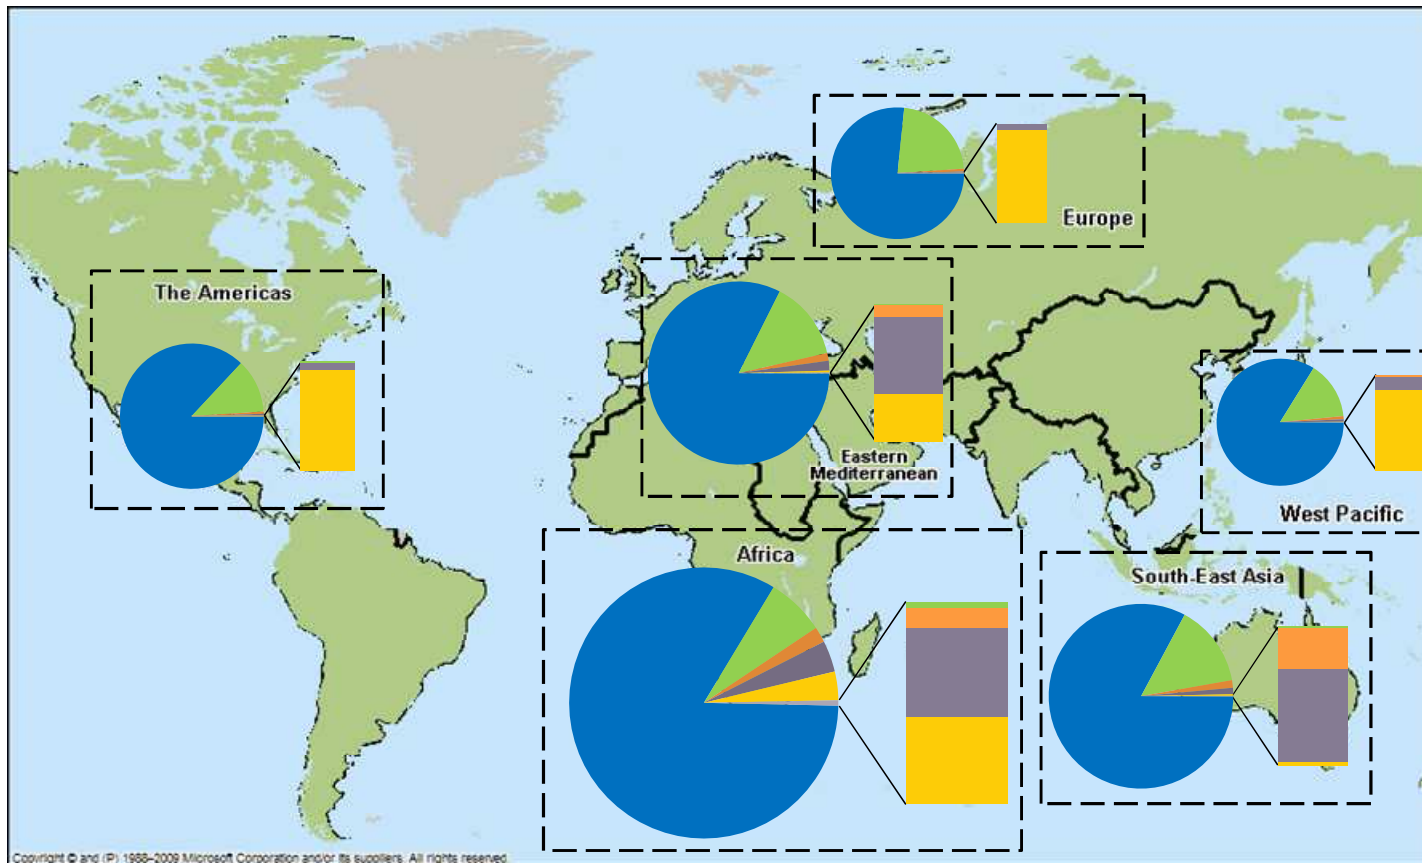 Europe
The Americas
Eastern
Mediterranean
West Pacific
Africa
South-East Asia
Copyright © and (P) 1988–2009 Microsoft Corporation and/or its suppliers. All rights reserved.